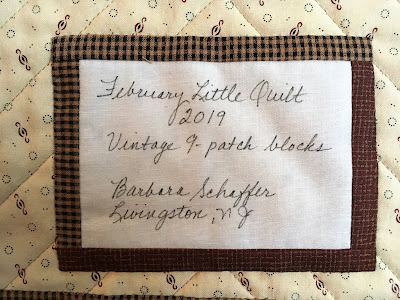 February Little Quilt
2019
Vintage 9-patch blocks
Barbara Schaffer
Livingston, NJ